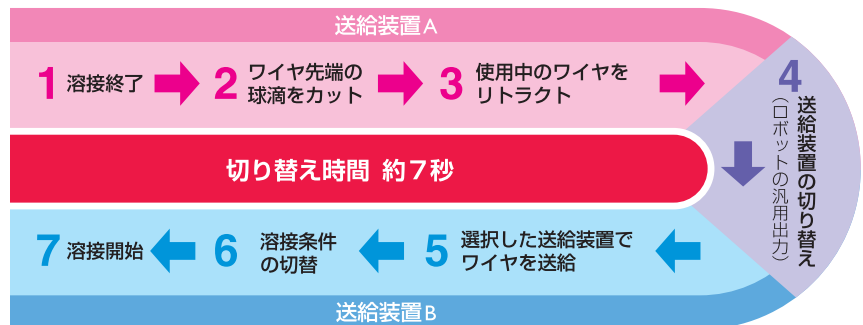 送給装置A
1 溶接終了
2 ワイヤ先端の
球滴をカット
3 使用中のワイヤを
リトラクト
4 送給装置の切り替え
（ロボットの汎用出力）
切り替え時間 約7秒
5 選択した送給装置で
ワイヤを送給
6 溶接条件
の切替
7 溶接開始
送給装置B